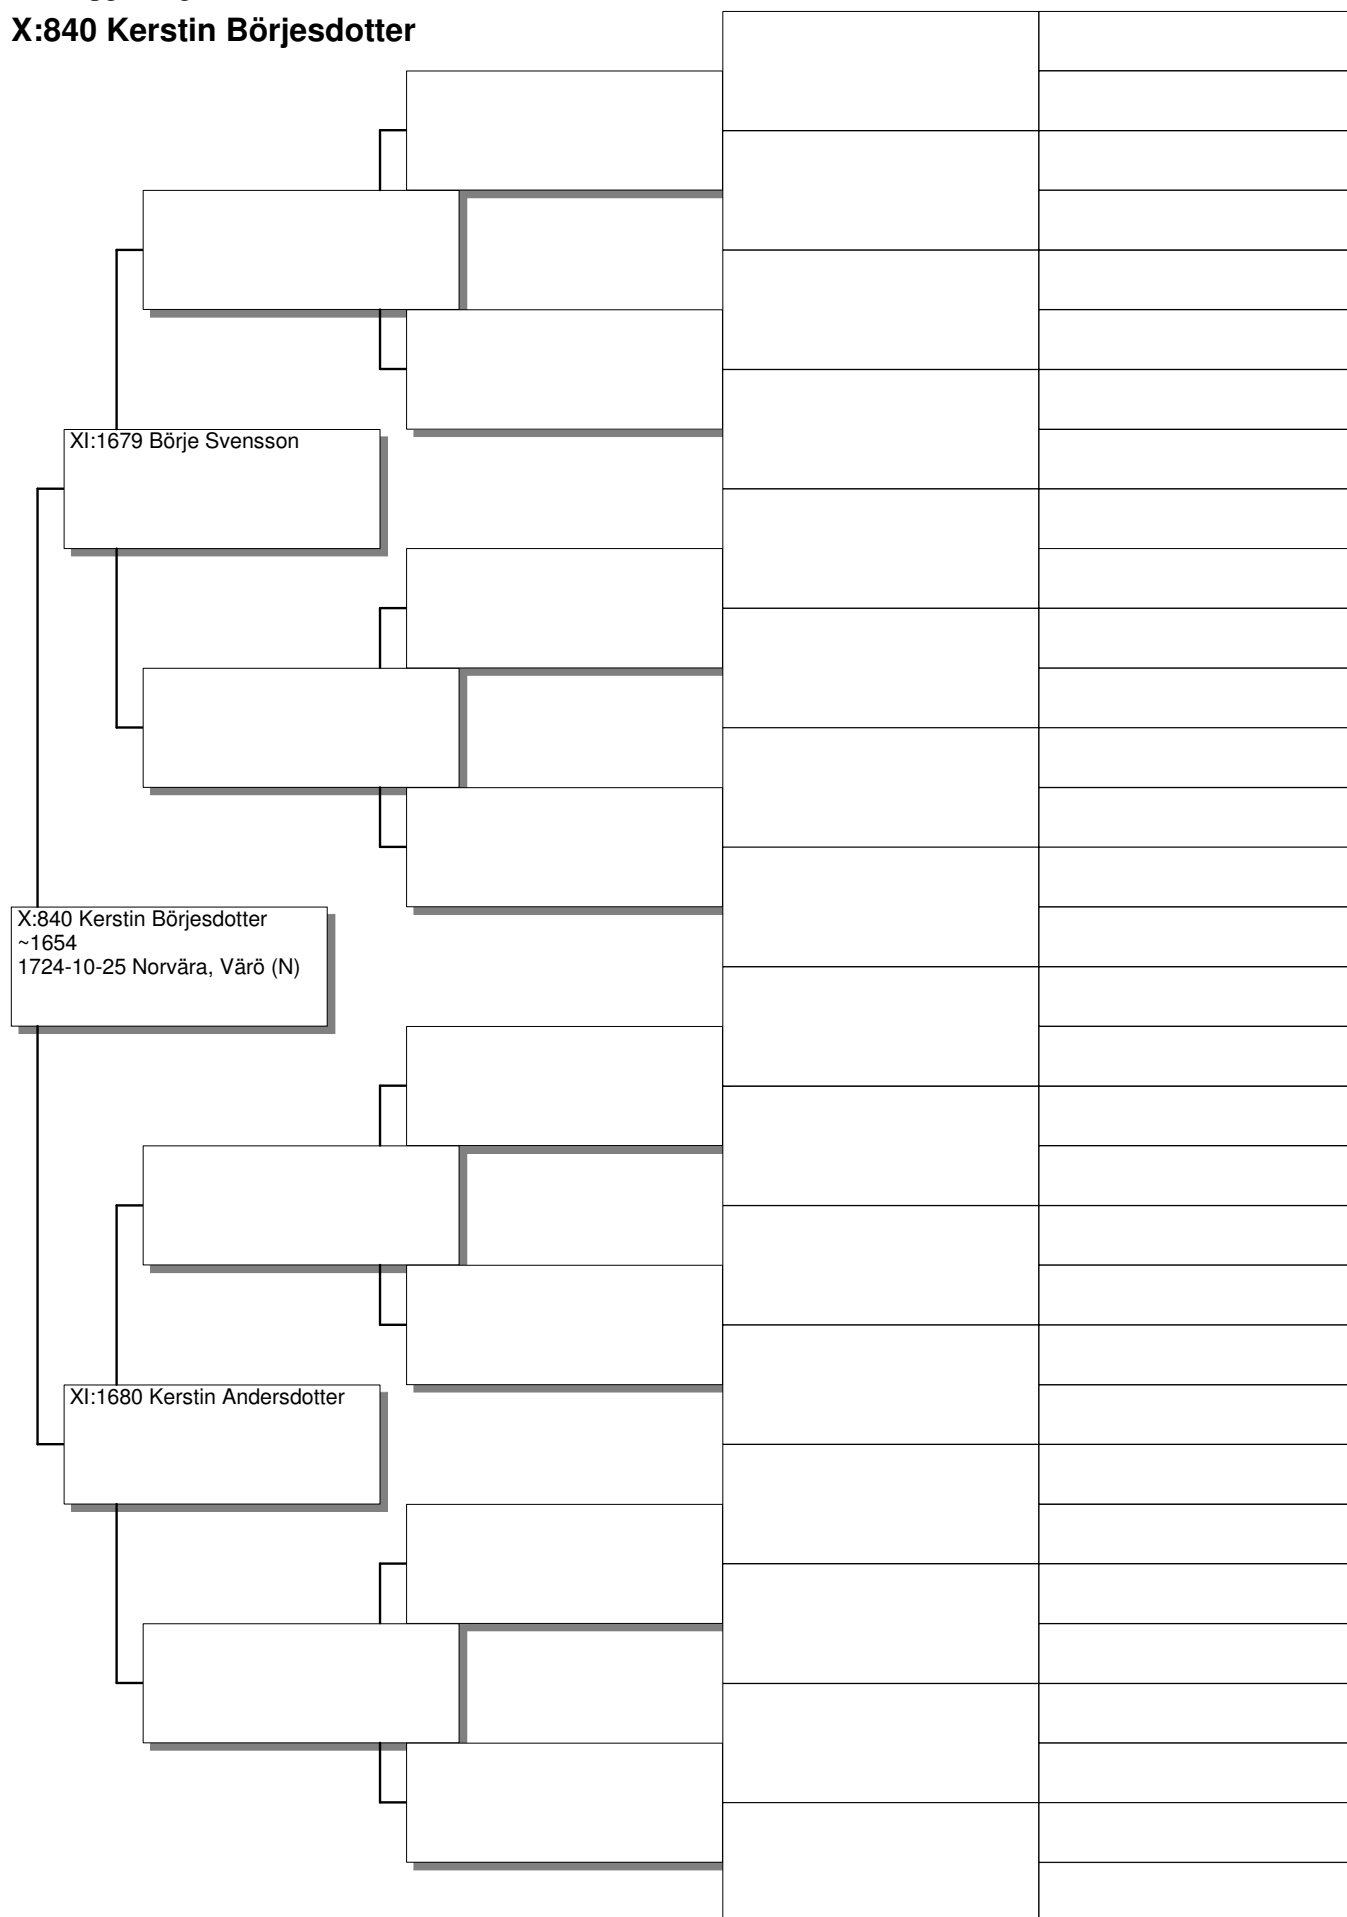 X:840 Kerstin Börjesdotter
XI:1679 Börje Svensson
X:840 Kerstin Börjesdotter
~1654
1724-10-25 Norvära, Värö (N)
XI:1680 Kerstin Andersdotter